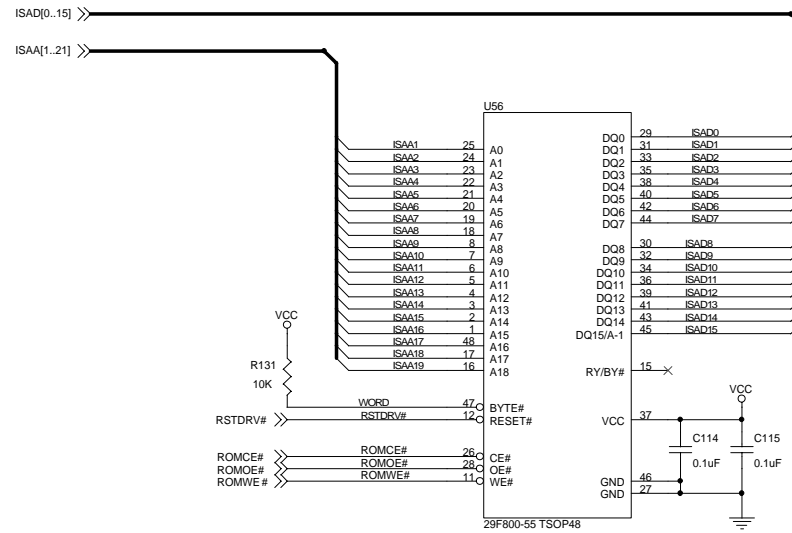 ISAD[0..15]
ISAA[1..21]
U56
ISAA1 25 A0 DQ0 29 ISAD0
ISAA2 24 A1 DQ1 31 ISAD1
ISAA3 23 A2 DQ2 33 ISAD2
ISAA4 22 A3 DQ3 35 ISAD3
ISAA5 21 A4 DQ4 38 ISAD4
ISAA6 20 A5 DQ5 40 ISAD5
ISAA7 19 A6 DQ6 42 ISAD6
ISAA8 18 A7 DQ7 44 ISAD7
ISAA9 8 A8 DQ8 30 ISAD8
ISAA10 7 A9 DQ9 32 ISAD9
ISAA11 6 A10 DQ10 34 ISAD10
ISAA12 5 A11 DQ11 36 ISAD11
ISAA13 4 A12 DQ12 39 ISAD12
ISAA14 3 A13 DQ13 41 ISAD13
ISAA15 2 A14 DQ14 43 ISAD14
ISAA16 1 A15 DQ15/A-1 45 ISAD15
ISAA17 48 A16
ISAA18 17 A17
ISAA19 16 A18 RY/BY# 15
VCC
R131
10K
WORD 47 BYTE#
RSTDRV# RSTDRV# 12 RESET# VCC 37
VCC
C114 C115
0.1uF 0.1uF
ROMCE# ROMCE# 26 CE#
ROMOE# ROMOE# 28 OE# GND 46
ROMWE# ROMWE# 11 WE# GND 27
29F800-55 TSOP48